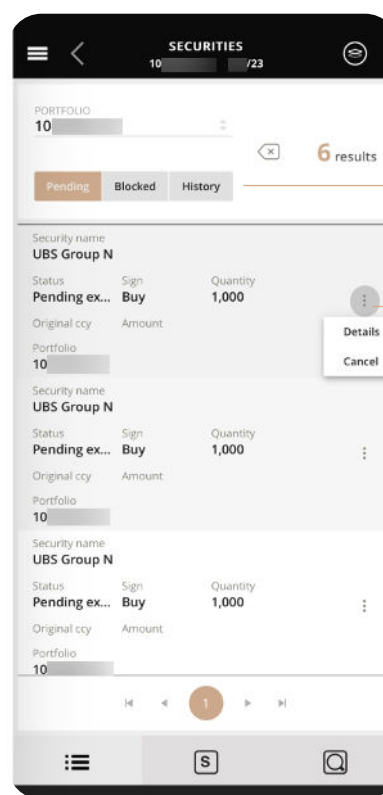 SECURITIES
10 /23
PORTFOLIO
10
6 results
Pending Blocked History
Security name
UBS Group N
Status Sign Quantity
Pending ex... Buy 1,000
Original ccy Amount
Details
Portfolio
Cancel
10
Security name
UBS Group N
Status Sign Quantity
Pending ex... Buy 1,000
Original ccy Amount
Portfolio
10
Security name
UBS Group N
Status Sign Quantity
Pending ex... Buy 1,000
Original ccy Amount
Portfolio
10
1
S